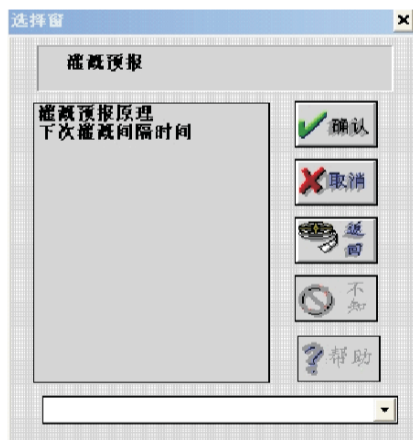 选择窗
灌溉预报
灌溉预报原理
下次灌溉间隔时间
确认
取消
返回
不知
帮助